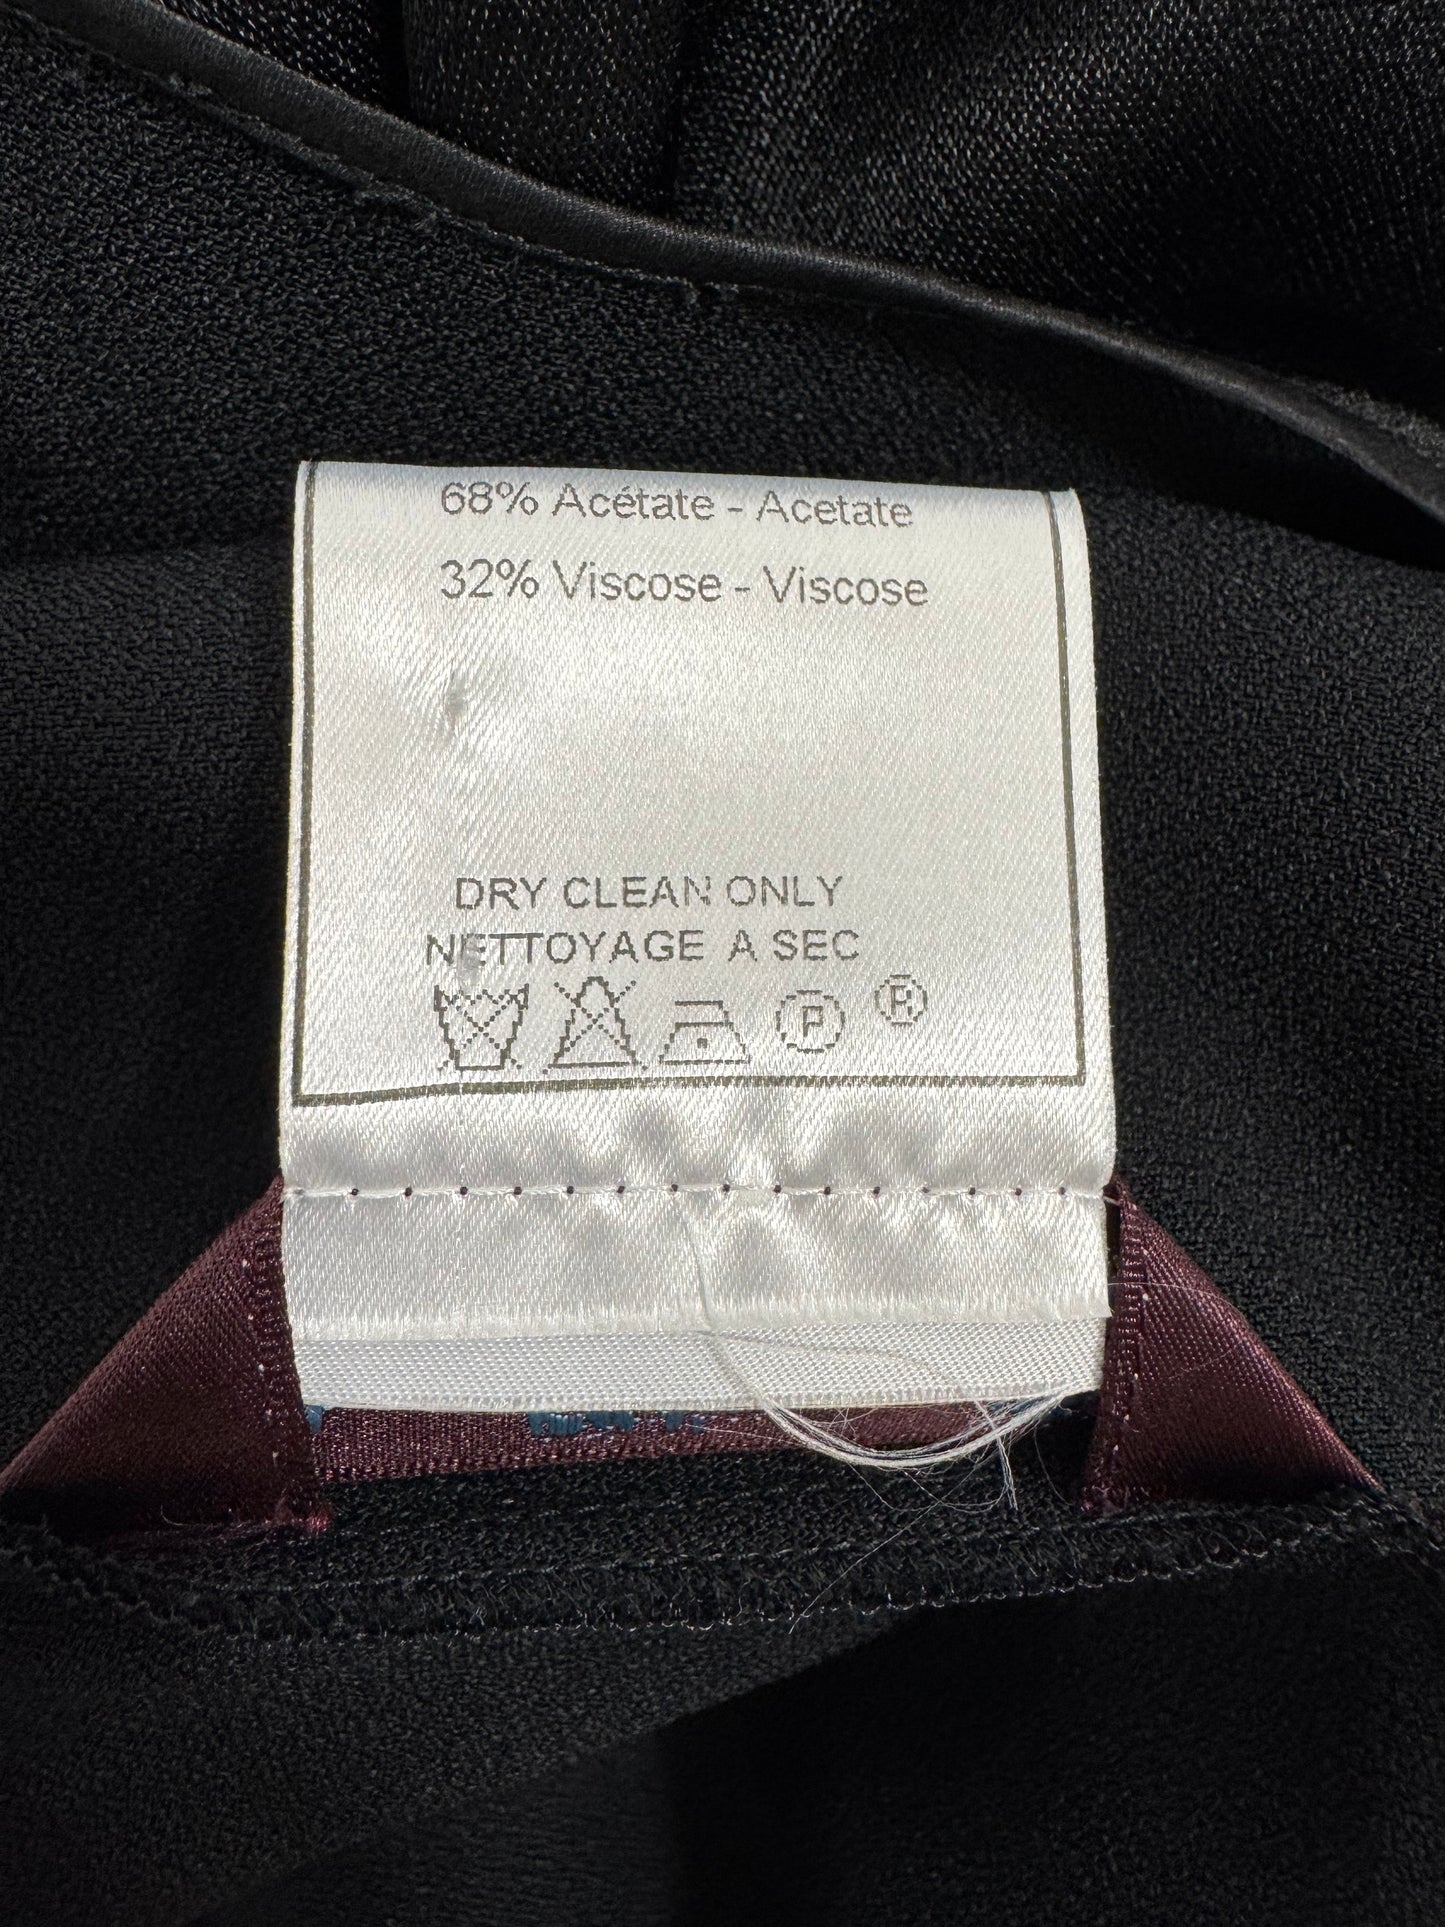 68% Acétate - Acetate
32% Viscose - Viscose
DRY CLEAN ONLY
NETTOYAGE A SEC
P ®